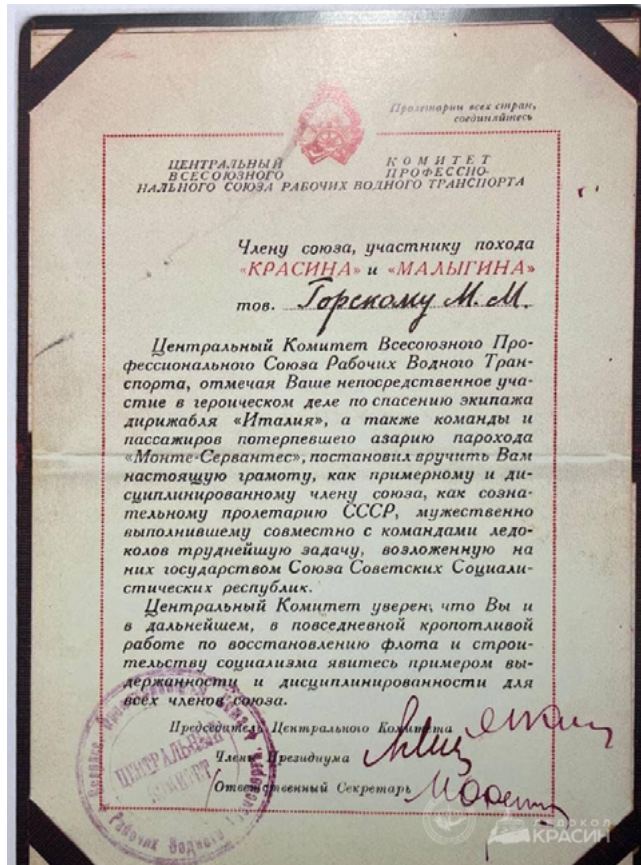 Пролетарии всех стран,
соединяйтесь
ЦЕНТРАЛЬНЫЙ КОМИТЕТ
ВСЕСОЮЗНОГО ПРОФЕССИО-
НАЛЬНОГО СОЮЗА РАБОЧИХ ВОДНОГО ТРАНСПОРТА
Члену союза, участнику похода
«КРАСИНА» и «МАЛЫГИНА»
тов. Горскому М. М.
Центральный Комитет Всесоюзного Про-
фессионального Союза Рабочих Водного Тран-
спорта, отмечая Ваше непосредственное уча-
стие в героическом деле по спасению экипажа
дирижабля «Италия», а также команды и
пассажиров потерпевшего азарию парохода
«Монте-Сервантес», постановил вручить Вам
настоящую грамоту, как примерному и ди-
сциплинированному члену союза, как созна-
тельному пролетарию СССР, мужественно
выполнившему совместно с командами ледо-
колов труднейшую задачу, возложенную на
них государством Союза Советских Социали-
стических республик.
Центральный Комитет уверен, что Вы и
в дальнейшем, в повседневной кропотливой
работе по восстановлению флота и строи-
тельству социализма явитесь примером вы-
держанности и дисциплинированности для
всех членов союза.
Председатель Центрального Комитета
Члены Президиума
Ответственный Секретарь
ЦЕНТРАЛЬНЫЙ
КОМИТЕТ
Рабочих Водного Транспорта
ЛЕДОКОЛ
КРАСИН